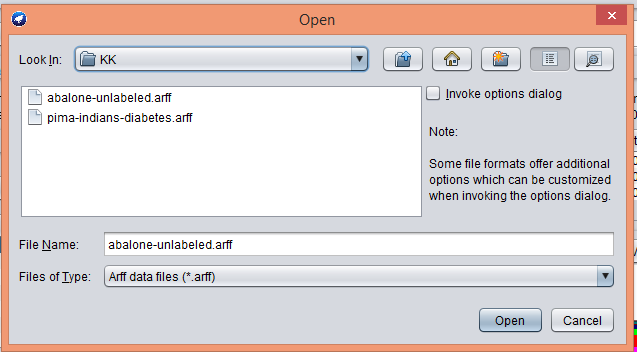 Open
Look In: KK
abalone-unlabeled.arff
pima-indians-diabetes.arff
Invoke options dialog
Note:
Some file formats offer additional
options which can be customized
when invoking the options dialog.
File Name: abalone-unlabeled.arff
Files of Type: Arff data files (*.arff)
Open Cancel